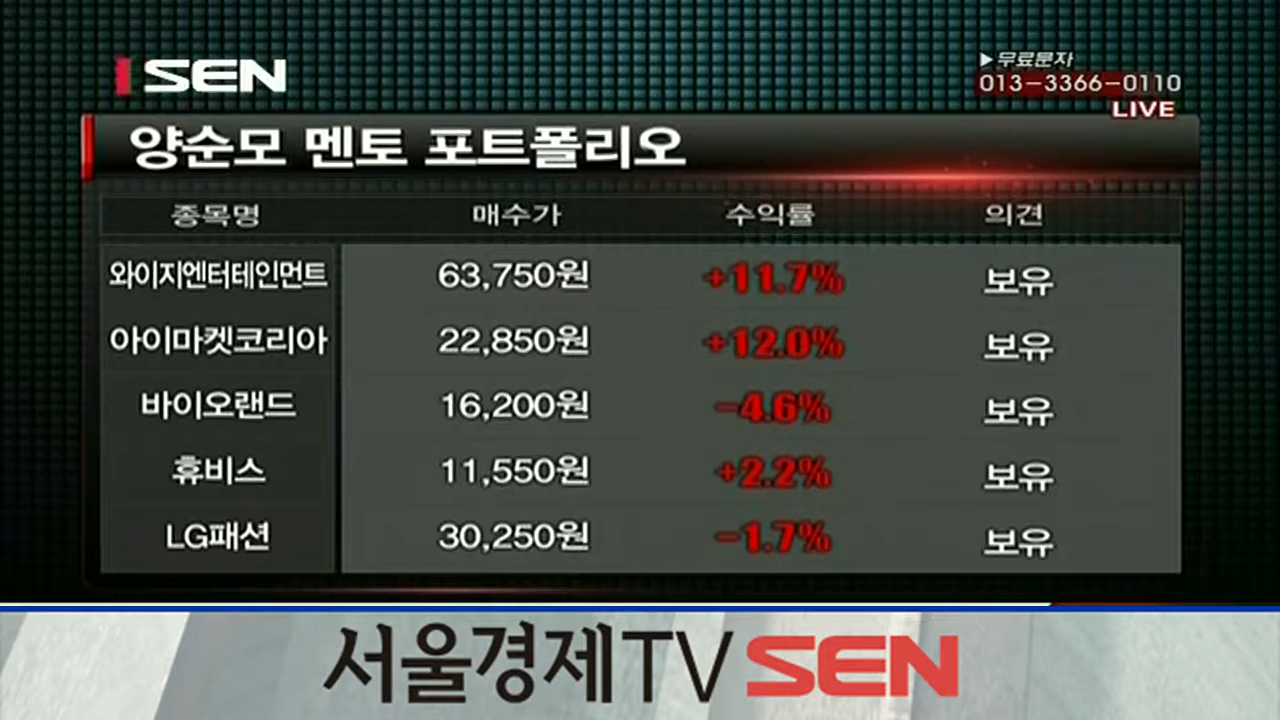 SEN
▶무료문자
013-3366-0110
LIVE
양순모 멘토 포트폴리오
종목명 매수가 수익률 의견
와이지엔터테인먼트 63,750원 +11.7% 보유
아이마켓코리아 22,850원 +12.0% 보유
바이오랜드 16,200원 -4.6% 보유
휴비스 11,550원 +2.2% 보유
LG패션 30,250원 -1.7% 보유
서울경제TV SEN